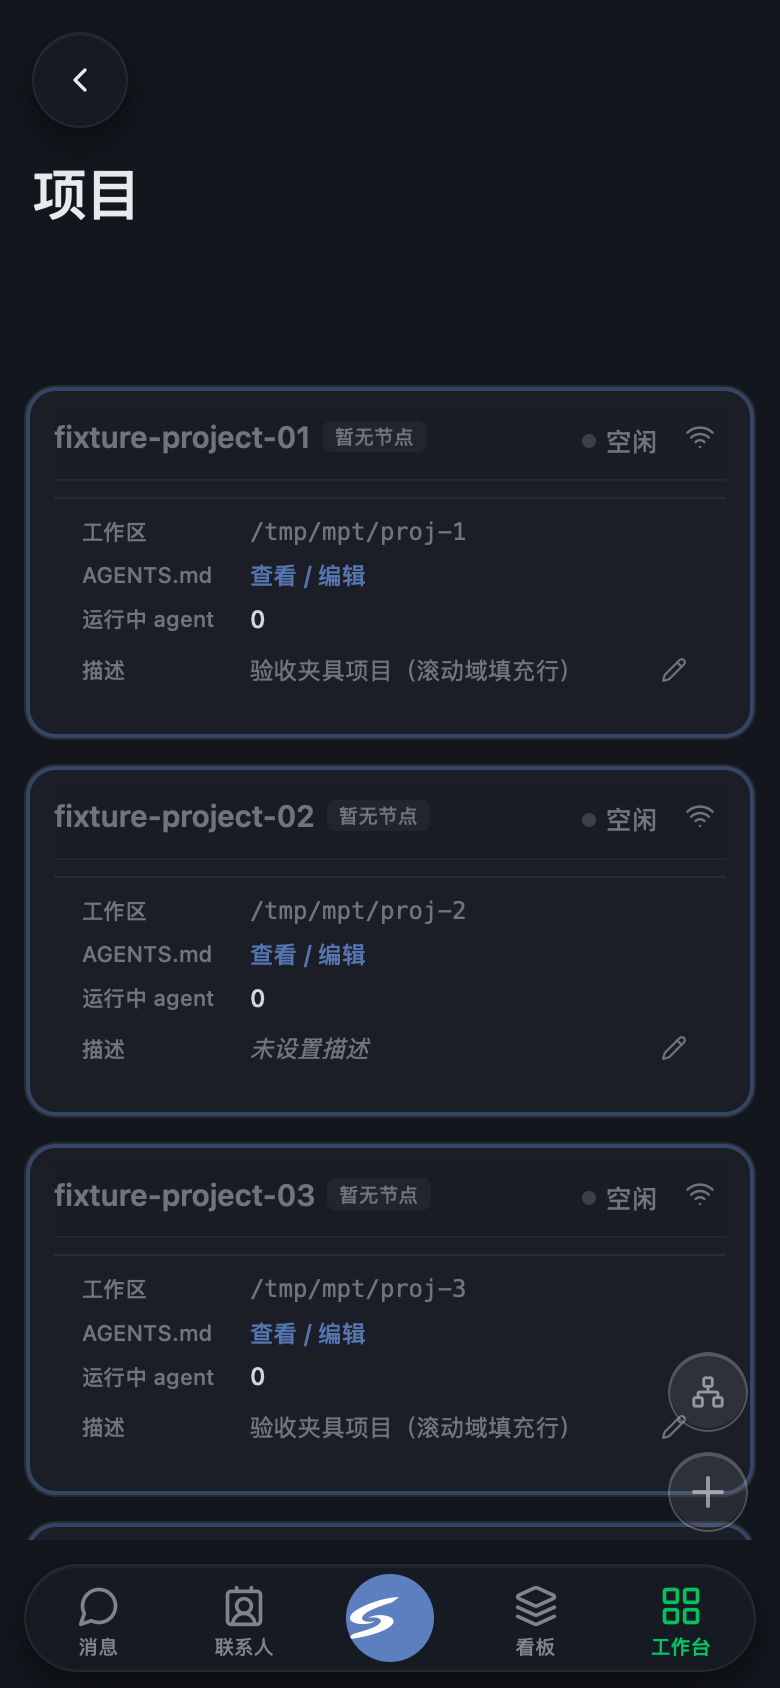 项目
fixture-project-01 暂无节点 空闲
工作区 /tmp/mpt/proj-1
AGENTS.md 查看 / 编辑
运行中 agent 0
描述 验收夹具项目（滚动域填充行）
fixture-project-02 暂无节点 空闲
工作区 /tmp/mpt/proj-2
AGENTS.md 查看 / 编辑
运行中 agent 0
描述 未设置描述
fixture-project-03 暂无节点 空闲
工作区 /tmp/mpt/proj-3
AGENTS.md 查看 / 编辑
运行中 agent 0
描述 验收夹具项目（滚动域填充行）
消息 联系人 看板 工作台